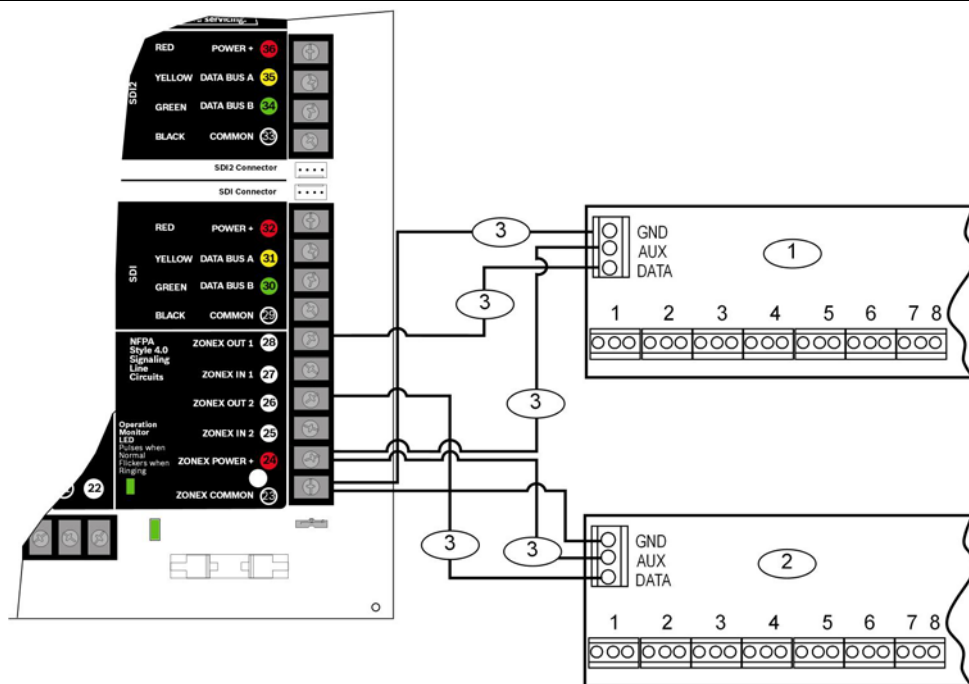 servicing.
SDI2
RED POWER + 36
YELLOW DATA BUS A 35
GREEN DATA BUS B 34
BLACK COMMON 33
SDI2 Connector
SDI Connector
SDI
RED POWER + 32
YELLOW DATA BUS A 31
GREEN DATA BUS B 30
BLACK COMMON 29
NFPA
Style 4.0
Signaling
Line
Circuits
ZONEX OUT 1 28
ZONEX IN 1 27
ZONEX OUT 2 26
ZONEX IN 2 25
ZONEX POWER + 24
ZONEX COMMON 23
Operation
Monitor
LED
Pulses when
Normal
Flickers when
Ringing
22
3
3
3
3
3
GND
AUX
DATA
1
1 2 3 4 5 6 7 8
GND
AUX
DATA
2
1 2 3 4 5 6 7 8